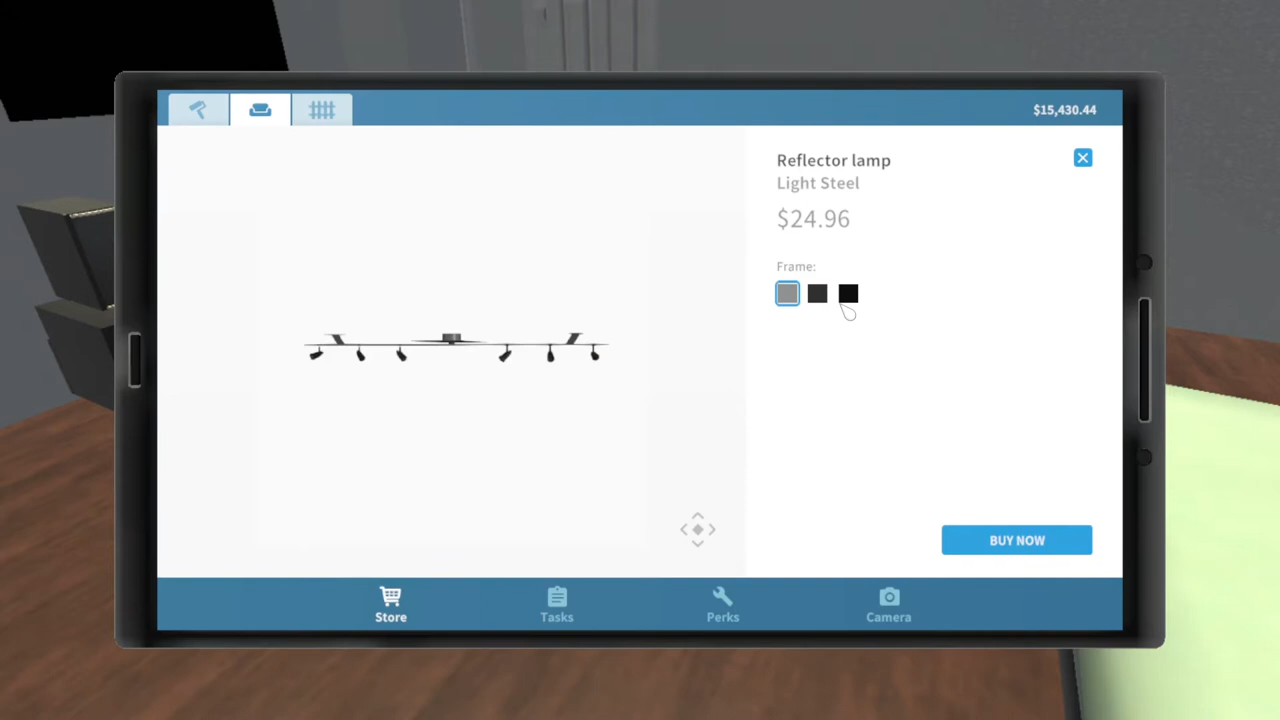 $15,430.44
Reflector lamp
Light Steel
$24.96
Frame:
BUY NOW
Store
Tasks
Perks
Camera